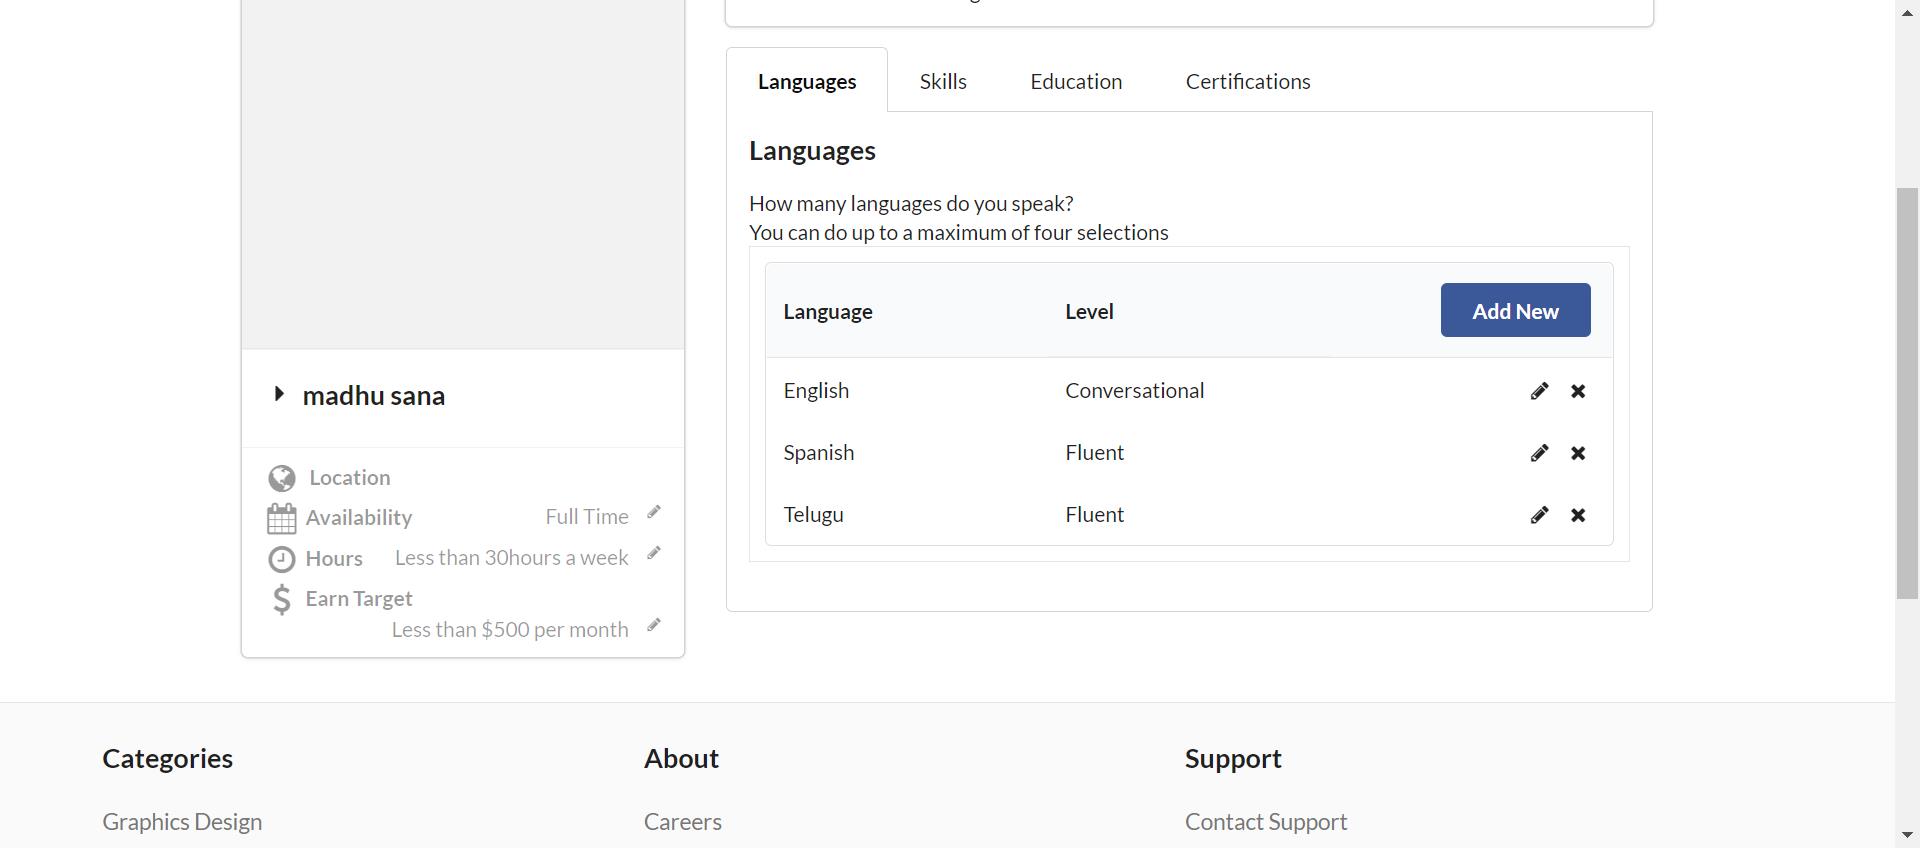 Languages
Skills
Education
Certifications
Languages
How many languages do you speak?
You can do up to a maximum of four selections
Language Level Add New
English Conversational
Spanish Fluent
Telugu Fluent
madhu sana
Location
Availability Full Time
Hours Less than 30hours a week
Earn Target
Less than $500 per month
Categories
Graphics Design
About
Careers
Support
Contact Support